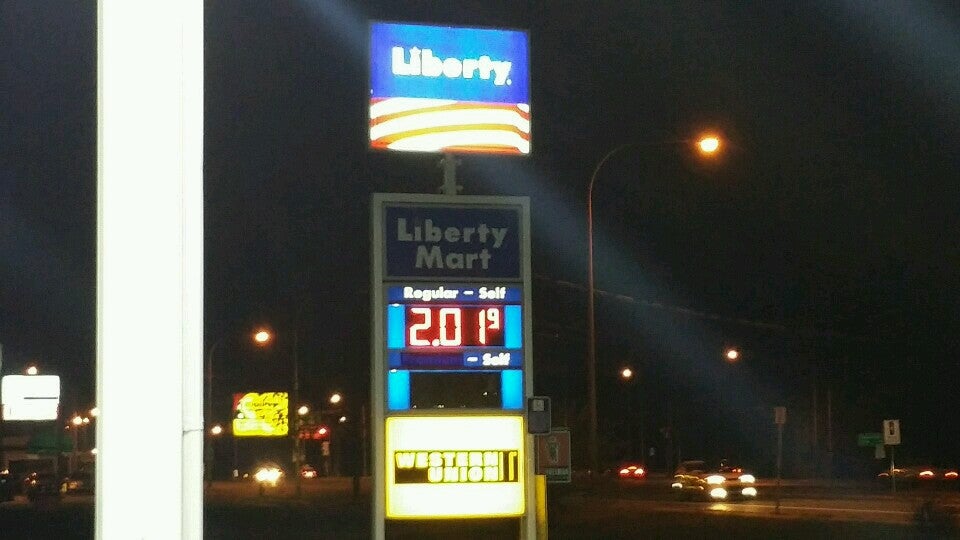 Liberty
Liberty
Mart
Regular - Self
2.01 9
- Self
WESTERN
UNION